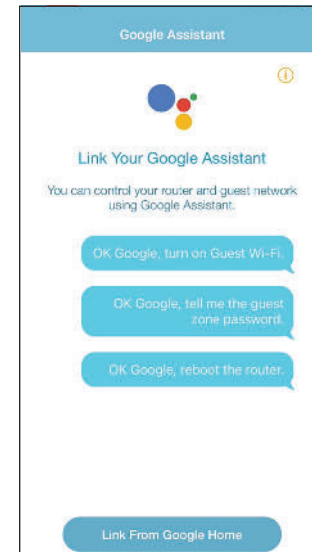 Google Assistant
Link Your Google Assistant
You can control your router and guest network
using Google Assistant.
OK Google, turn on Guest Wi-Fi.
OK Google, tell me the guest
zone password.
OK Google, reboot the router.
Link From Google Home